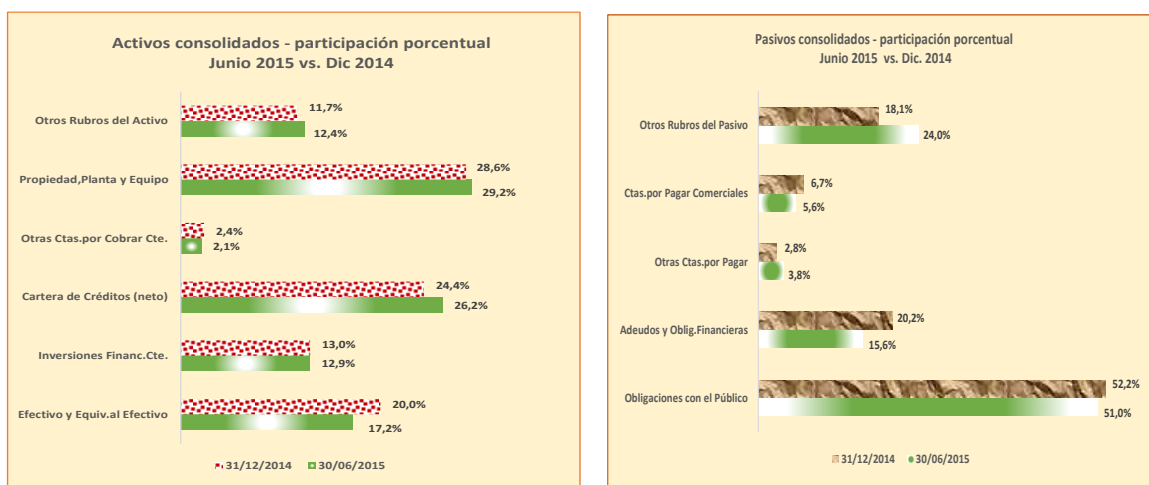 Activos consolidados - participación porcentual
Junio 2015 vs. Dic 2014
Otros Rubros del Activo
11,7%
12,4%
Propiedad,Planta y Equipo
28,6%
29,2%
Otras Ctas.por Cobrar Cte.
2,4%
2,1%
Cartera de Créditos (neto)
24,4%
26,2%
Inversiones Financ.Cte.
13,0%
12,9%
Efectivo y Equiv.al Efectivo
20,0%
17,2%
31/12/2014 30/06/2015
Pasivos consolidados - participación porcentual
Junio 2015 vs. Dic. 2014
Otros Rubros del Pasivo
18,1%
24,0%
Ctas.por Pagar Comerciales
6,7%
5,6%
Otras Ctas.por Pagar
2,8%
3,8%
Adeudos y Oblig.Financieras
20,2%
15,6%
Obligaciones con el Público
52,2%
51,0%
31/12/2014 30/06/2015